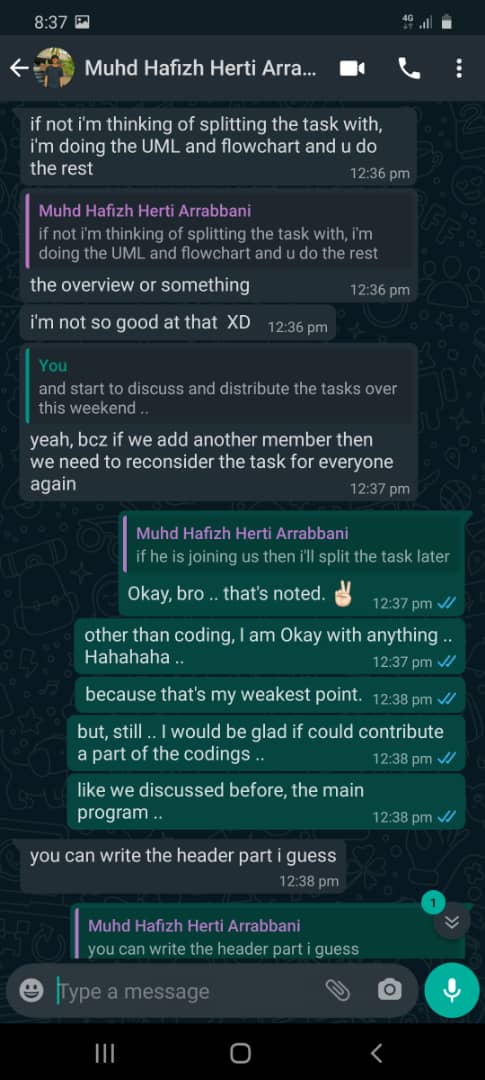 8:37
4G
Muhd Hafizh Herti Arra...
if not i'm thinking of splitting the task with,
i'm doing the UML and flowchart and u do
the rest
12:36 pm
Muhd Hafizh Herti Arrabbani
if not i'm thinking of splitting the task with, i'm
doing the UML and flowchart and u do the rest
the overview or something
12:36 pm
i'm not so good at that XD
12:36 pm
You
and start to discuss and distribute the tasks over
this weekend ..
yeah, bcz if we add another member then
we need to reconsider the task for everyone
again
12:37 pm
Muhd Hafizh Herti Arrabbani
if he is joining us then i'll split the task later
Okay, bro .. that's noted. ✌🏻
12:37 pm
other than coding, I am Okay with anything ..
Hahahaha ..
12:37 pm
because that's my weakest point.
12:38 pm
but, still .. I would be glad if could contribute
a part of the codings ..
12:38 pm
like we discussed before, the main
program ..
12:38 pm
you can write the header part i guess
12:38 pm
1
Muhd Hafizh Herti Arrabbani
you can write the header part i guess
Type a message